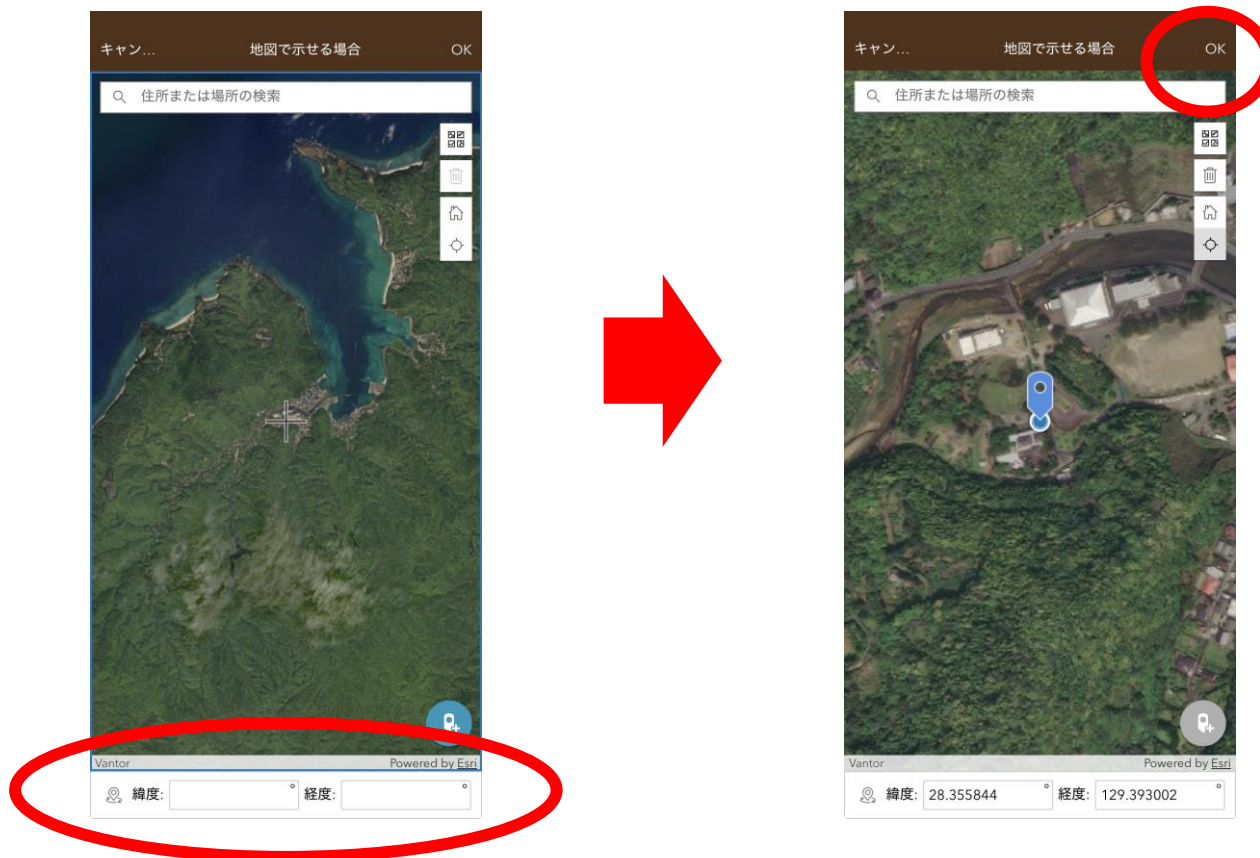 キャン… 地図で示せる場合 OK
住所または場所の検索
Vantor Powered by Esri
緯度: ° 経度: °
キャン… 地図で示せる場合 OK
住所または場所の検索
Vantor Powered by Esri
緯度: 28.355844 ° 経度: 129.393002 °